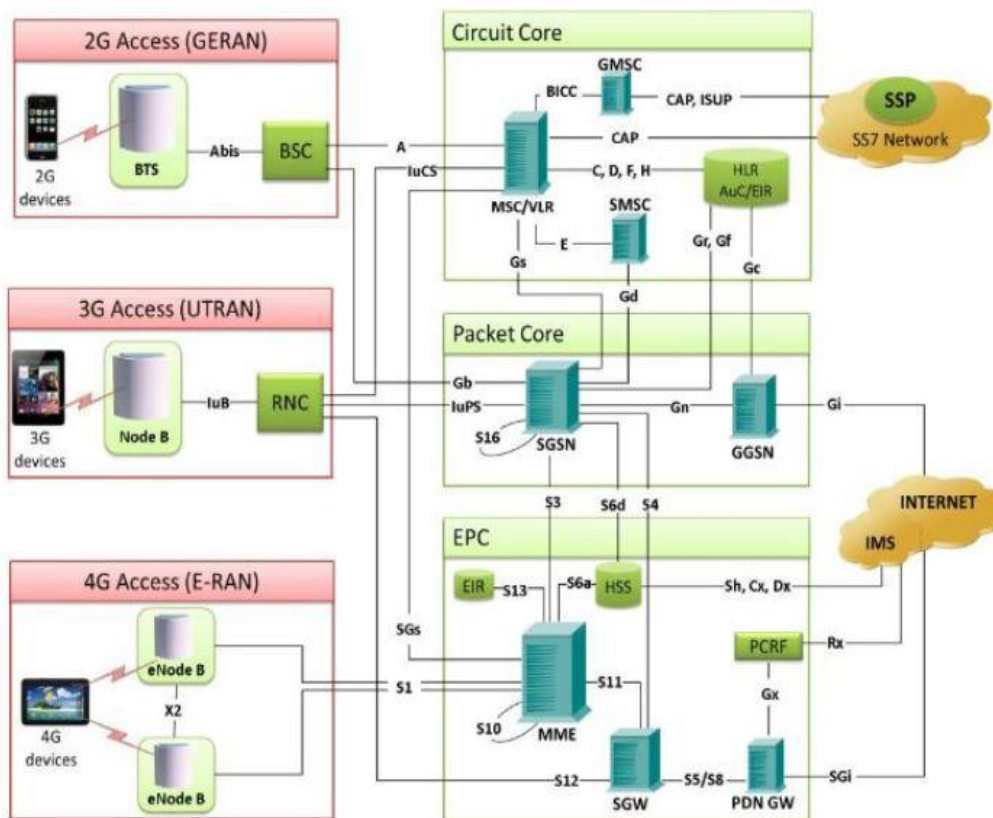 2G Access (GERAN)
BTS
2G
devices
Abis
BSC
3G Access (UTRAN)
Node B
3G
devices
IuB
RNC
4G Access (E-RAN)
eNode B
X2
4G
devices
eNode B
A
IuCS
SGs
S1
Circuit Core
GMSC
BICC
CAP, ISUP
SSP
SS7 Network
CAP
MSC/VLR
C, D, F, H
HLR
AuC/EIR
SMSC
E
Gs
Gd
Gr, Gf
Gc
Packet Core
Gb
IuPS
S16
SGSN
Gn
GGSN
Gi
S3
S6d
S4
INTERNET
IMS
EPC
EIR
S13
S6a
HSS
Sh, Cx, Dx
PCRF
Rx
Gx
S11
S10
MME
S12
SGW
S5/S8
PDN GW
SGi